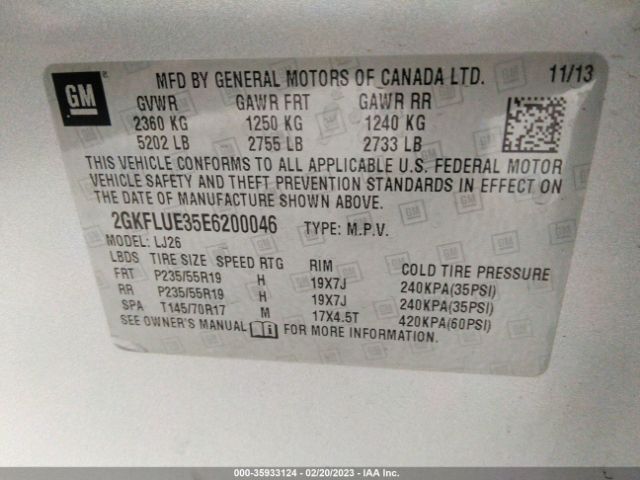 GM
®
MFD BY GENERAL MOTORS OF CANADA LTD. 11/13
GVWR GAWR FRT GAWR RR
2360 KG 1250 KG 1240 KG
5202 LB 2755 LB 2733 LB
THIS VEHICLE CONFORMS TO ALL APPLICABLE U.S. FEDERAL MOTOR
VEHICLE SAFETY AND THEFT PREVENTION STANDARDS IN EFFECT ON
THE DATE OF MANUFACTURE SHOWN ABOVE.
2GKFLUE35E6200046 TYPE: M.P.V.
MODEL: LJ26
LBDS TIRE SIZE SPEED RTG RIM COLD TIRE PRESSURE
FRT P235/55R19 H 19X7J 240KPA(35PSI)
RR P235/55R19 H 19X7J 240KPA(35PSI)
SPA T145/70R17 M 17X4.5T 420KPA(60PSI)
SEE OWNER'S MANUAL i FOR MORE INFORMATION.
000-35933124 - 02/20/2023 - IAA Inc.